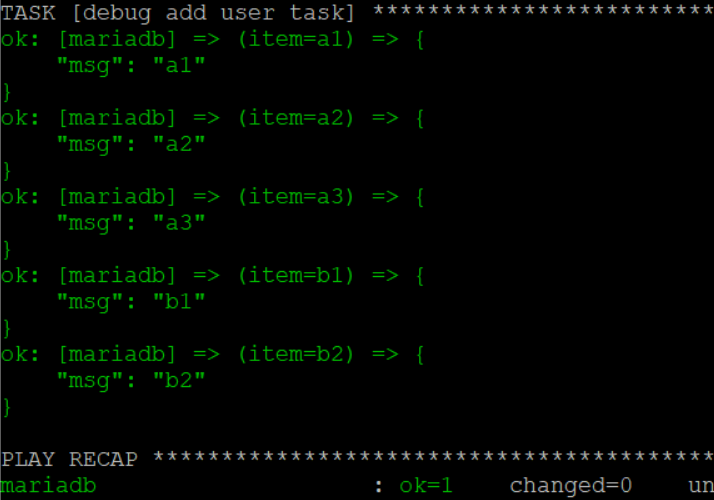 TASK [debug add user task] *************************
ok: [mariadb] => (item=a1) => {
    "msg": "a1"
}
ok: [mariadb] => (item=a2) => {
    "msg": "a2"
}
ok: [mariadb] => (item=a3) => {
    "msg": "a3"
}
ok: [mariadb] => (item=b1) => {
    "msg": "b1"
}
ok: [mariadb] => (item=b2) => {
    "msg": "b2"
}
PLAY RECAP *****************************************
mariadb                    : ok=1    changed=0    un